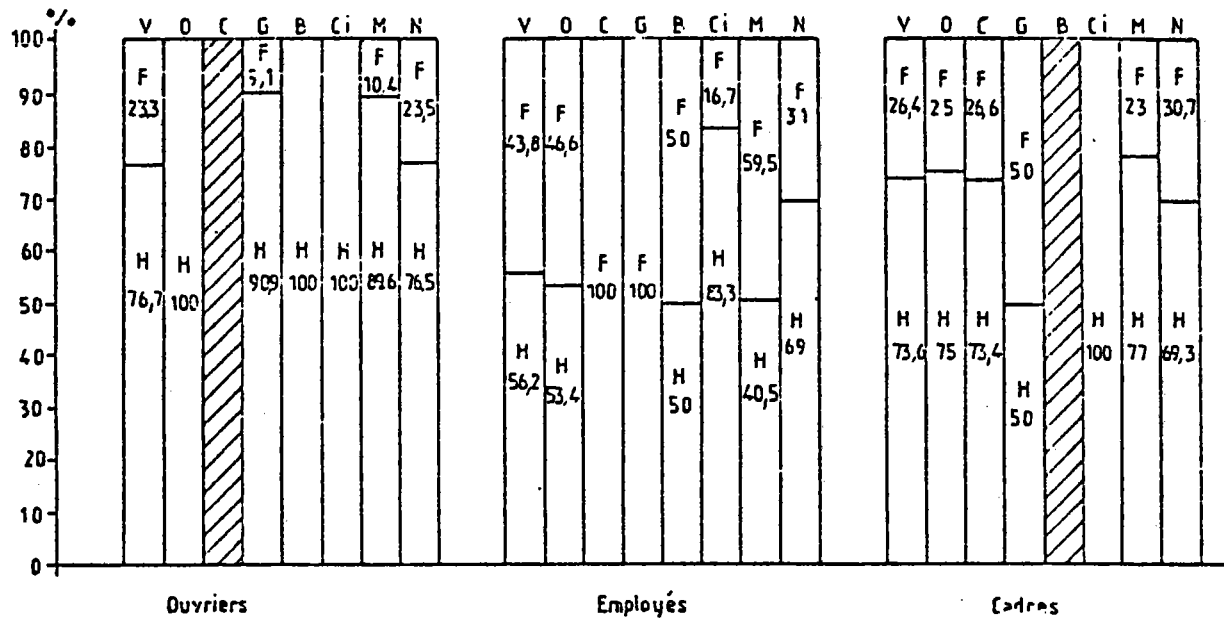 %
V O C G B Ci M N
V O C G B Ci M N
V O C G B Ci M N
100
90
80
70
60
50
40
30
20
10
0
F 23,3
H 76,7
H 100
F 5,1
H 90,9
H 100
H 100
F 10,4
H 89,6
F 23,5
H 76,5
F 43,8
H 56,2
F 46,6
H 53,4
F 100
F 100
F 50
H 50
F 16,7
H 83,3
F 59,5
H 40,5
F 31
H 69
F 26,4
H 73,6
F 25
H 75
F 26,6
H 73,4
F 50
H 50
H 100
F 23
H 77
F 30,7
H 69,3
Ouvriers
Employés
Cadres